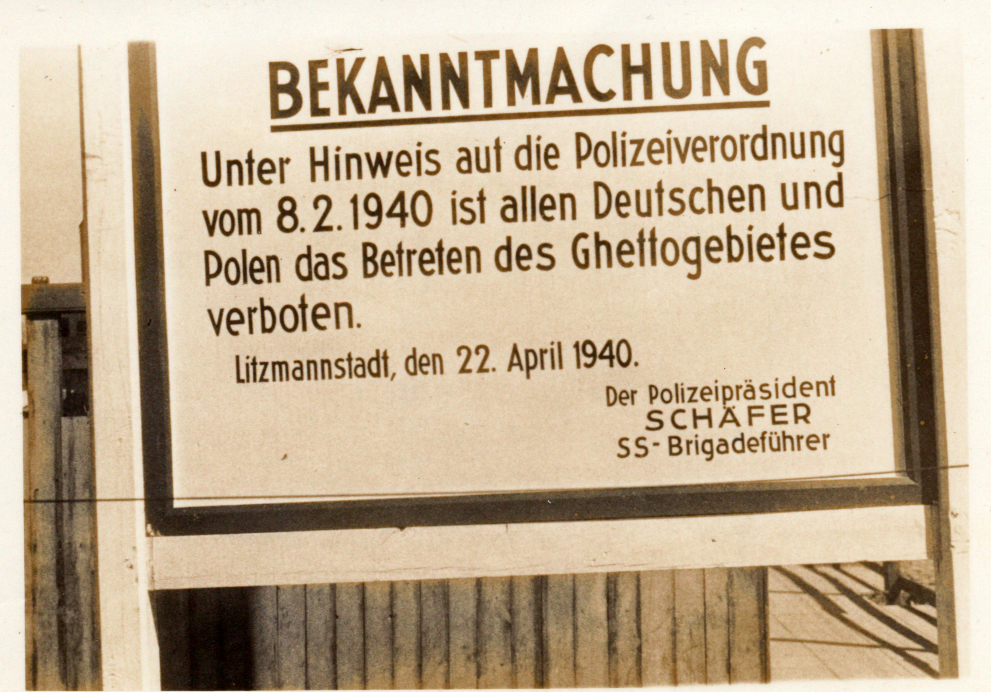 BEKANNTMACHUNG
Unter Hinweis auf die Polizeiverordnung
vom 8.2.1940 ist allen Deutschen und
Polen das Betreten des Ghettogebietes
verboten.
Litzmannstadt, den 22. April 1940.
Der Polizeipräsident
SCHÄFER
SS-Brigadeführer